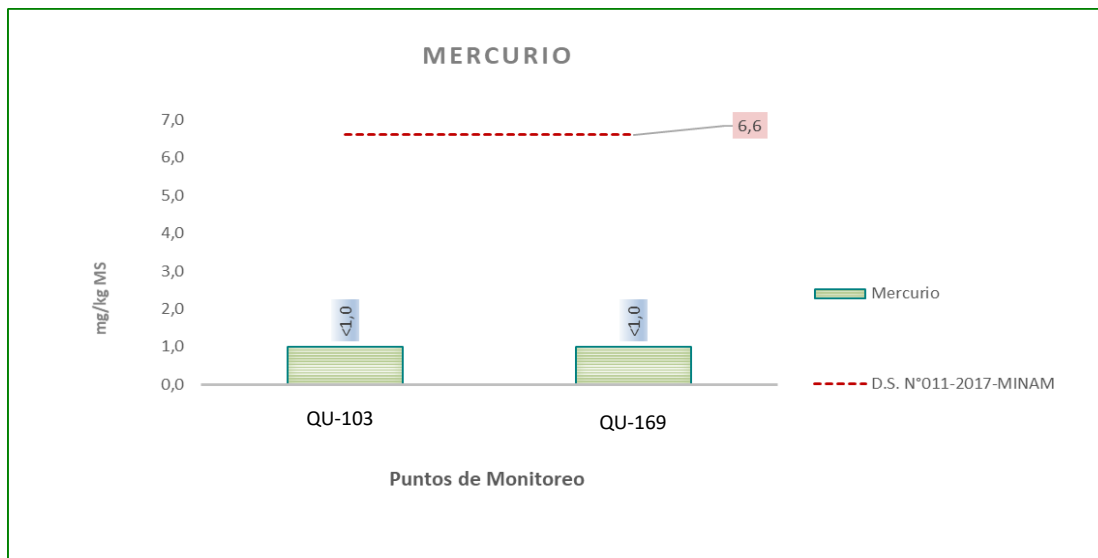 MERCURIO
7,0
6,0
5,0
4,0
3,0
2,0
1,0
0,0
mg/kg MS
6,6
<1,0
<1,0
QU-103
QU-169
Puntos de Monitoreo
Mercurio
D.S. N°011-2017-MINAM